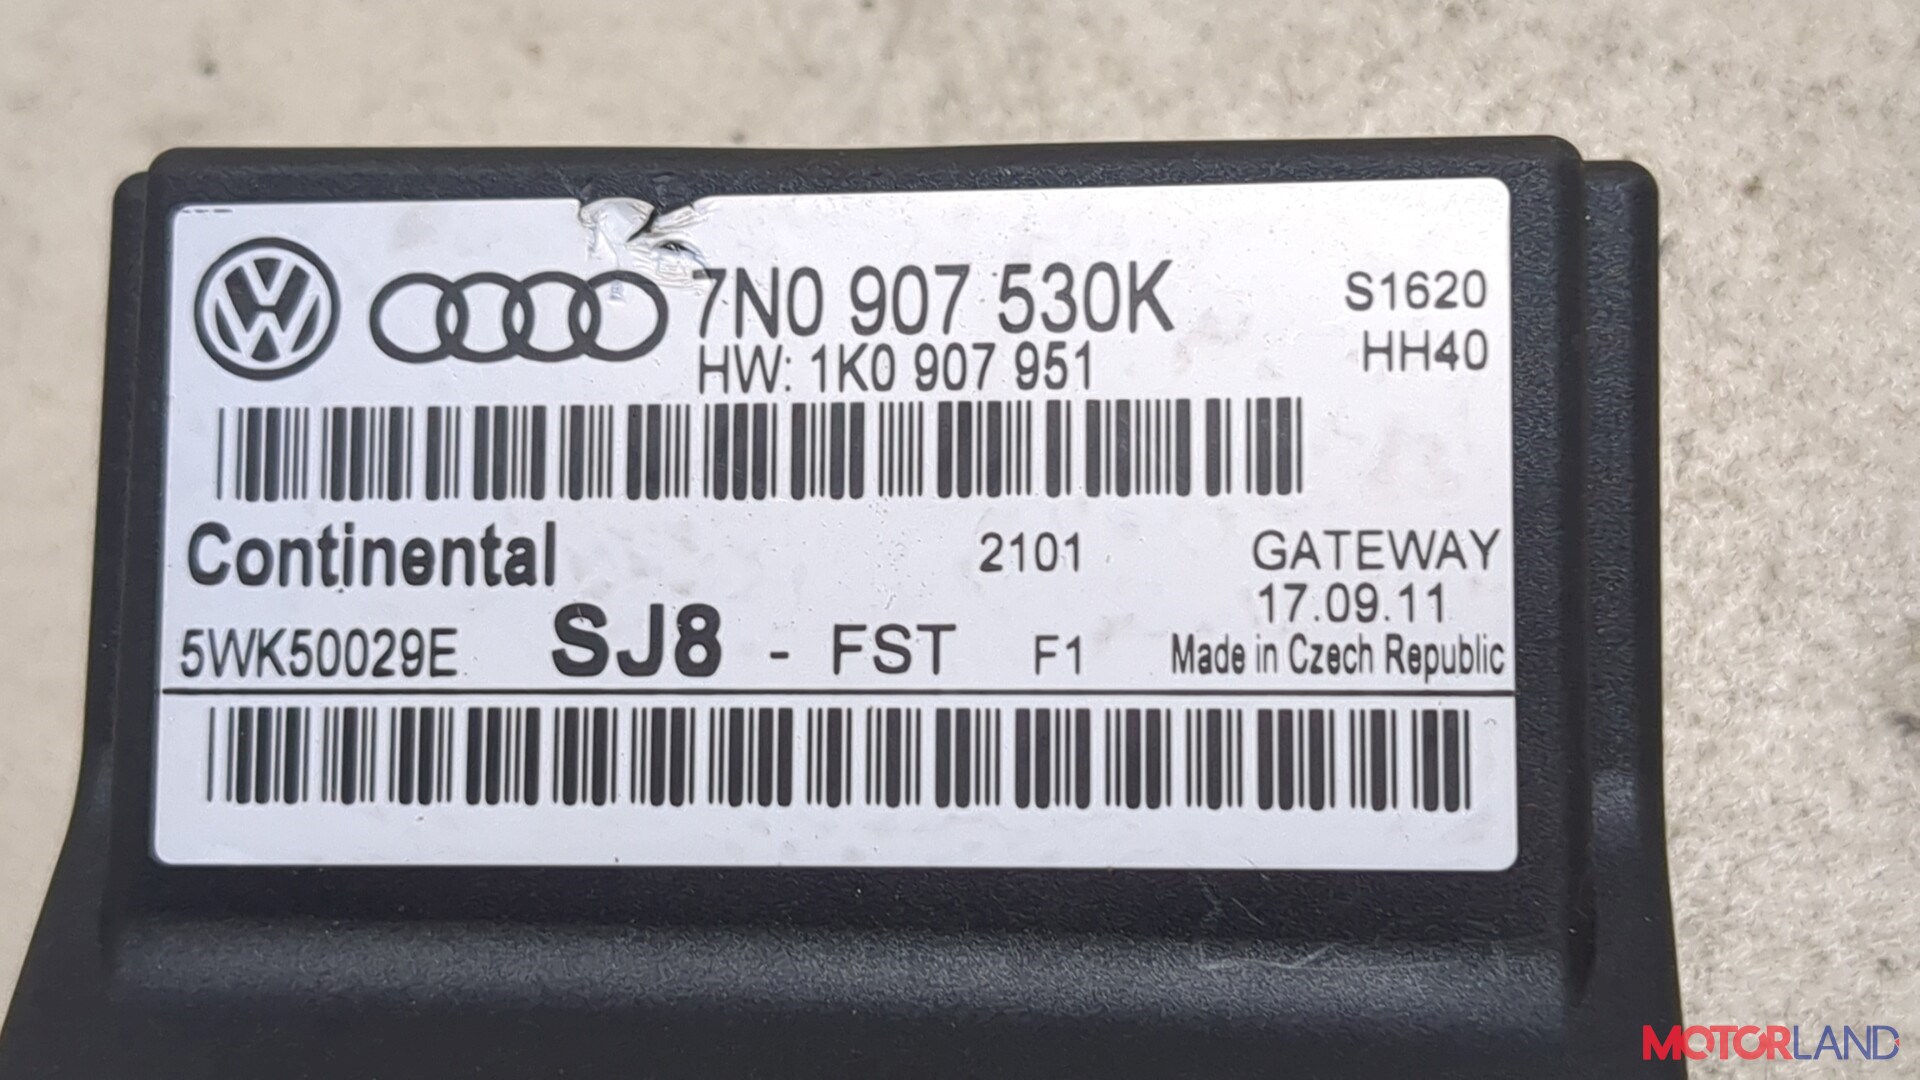 7N0 907 530K
HW: 1K0 907 951
S1620
HH40
Continental
2101
GATEWAY
17.09.11
5WK50029E
SJ8 - FST F1
Made in Czech Republic
MOTORLAND